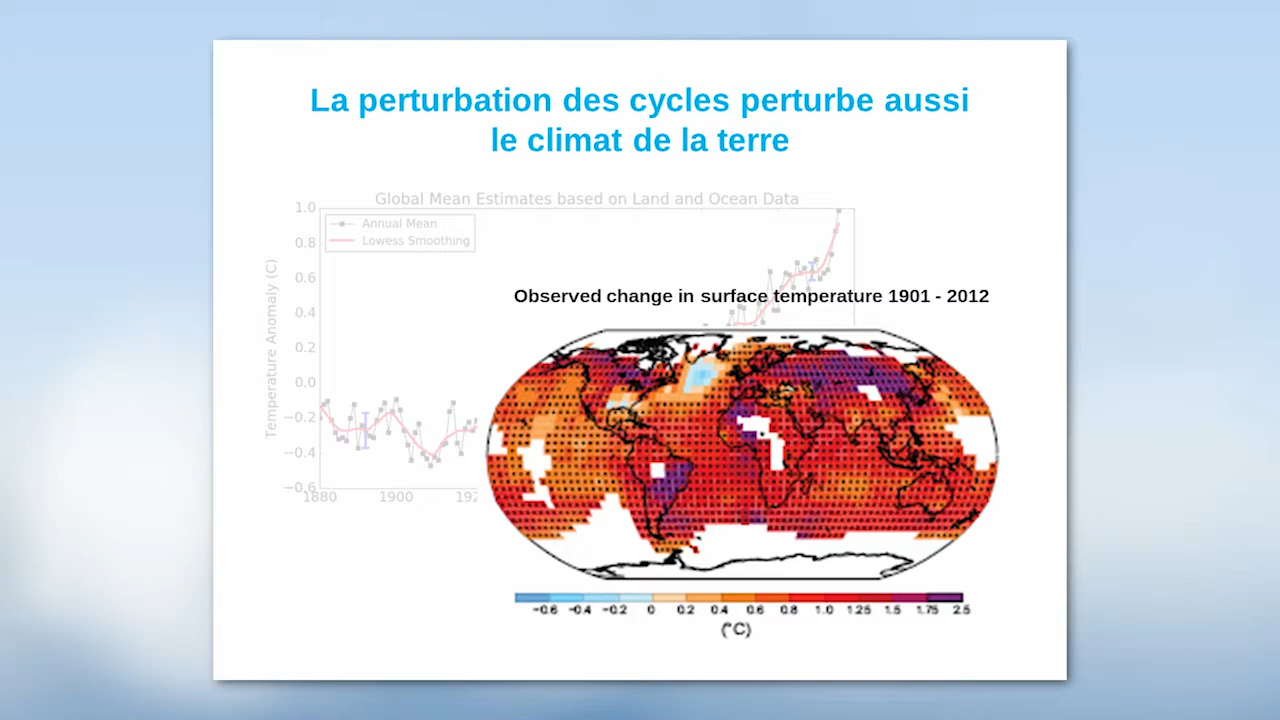 La perturbation des cycles perturbe aussi
le climat de la terre
Global Mean Estimates based on Land and Ocean Data
Annual Mean
Lowess Smoothing
Temperature Anomaly (C)
1.0
0.8
0.6
0.4
0.2
0.0
−0.2
−0.4
−0.6
1880 1900 192
Observed change in surface temperature 1901 - 2012
−0.6 −0.4 −0.2 0 0.2 0.4 0.6 0.8 1.0 1.25 1.5 1.75 2.5
(°C)